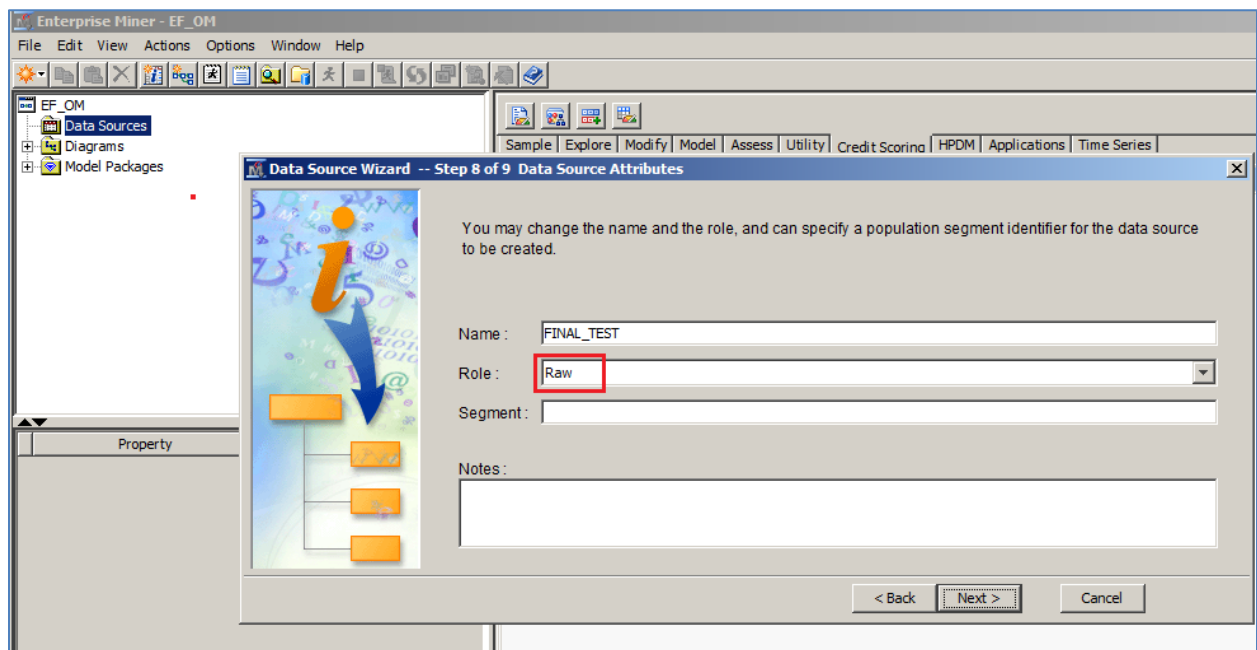 Enterprise Miner - EF_OM
File Edit View Actions Options Window Help
EF_OM
Data Sources
Diagrams
Model Packages
Sample Explore Modify Model Assess Utility Credit Scoring HPDM Applications Time Series
Data Source Wizard -- Step 8 of 9 Data Source Attributes
You may change the name and the role, and can specify a population segment identifier for the data source
to be created.
Name : FINAL_TEST
Role : Raw
Segment :
Notes :
Property
< Back Next > Cancel